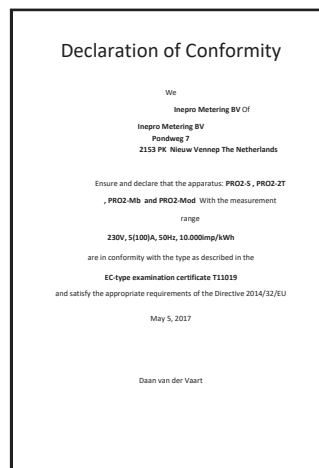 Declaration of Conformity
We
Inepro Metering BV Of
Inepro Metering BV
Pondweg 7
2153 PK Nieuw Vennep The Netherlands
Ensure and declare that the apparatus: PRO2-S , PRO2-2T
, PRO2-Mb and PRO2-Mod With the measurement
range
230V, 5(100)A, 50Hz, 10.000imp/kWh
are in conformity with the type as described in the
EC-type examination certificate T11019
and satisfy the appropriate requirements of the Directive 2014/32/EU
May 5, 2017
Daan van der Vaart